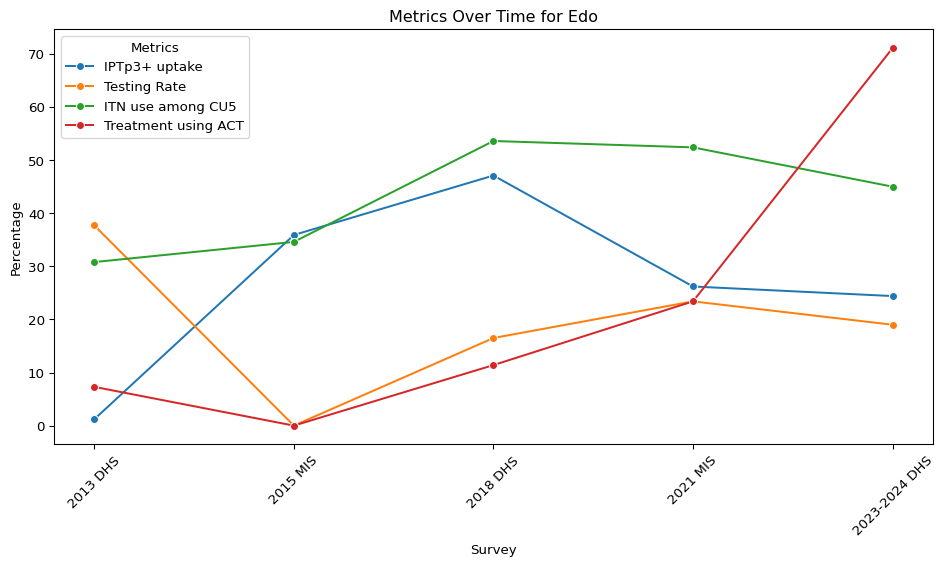 Metrics Over Time for Edo
Metrics
IPTp3+ uptake
Testing Rate
ITN use among CU5
Treatment using ACT
Percentage
70
60
50
40
30
20
10
0
2013 DHS
2015 MIS
2018 DHS
2021 MIS
2023-2024 DHS
Survey